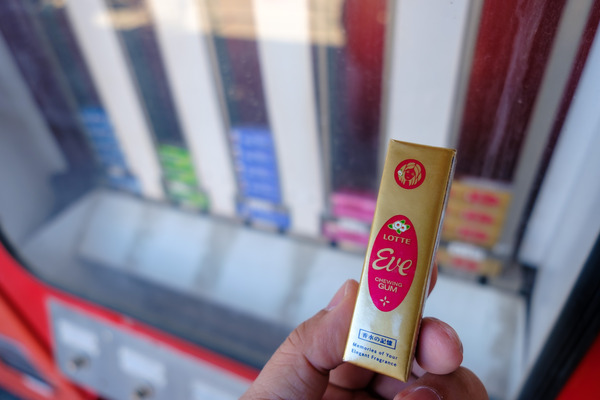 LOTTE
Eve
CHEWING
GUM
香水の記憶
Memories of Your
Elegant Fragrance